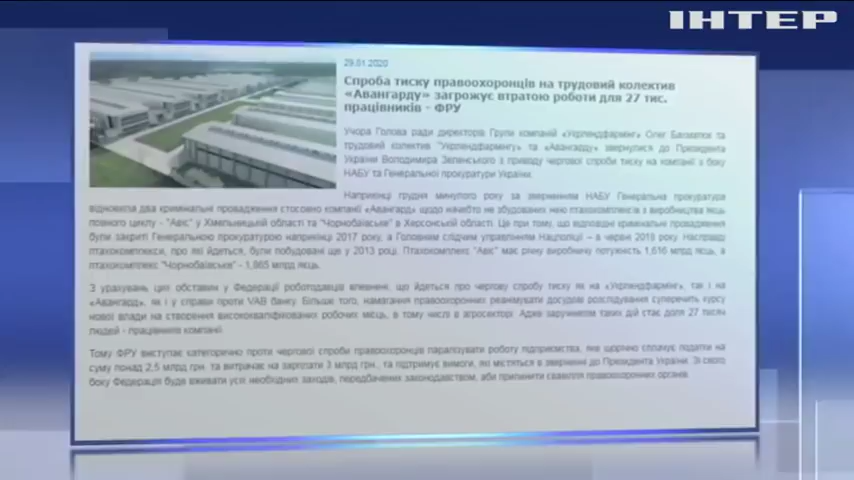 ІНТЕР
29.01.2020
Спроба тиску правоохоронців на трудовий колектив
«Авангарду» загрожує втратою роботи для 27 тис.
працівників - ФРУ
Учора Голова ради директорів Групи компаній «Укрлендфармінг» Олег Бахматюк та
трудовий колектив "Укрлендфармінгу» та «Авангарду» звернулися до Президента
України Володимира Зеленського з приводу чергової спроби тиску на компанії з боку
НАБУ та Генеральної прокуратури України.
Наприкінці грудня минулого року за зверненням НАБУ Генеральна прокуратура
відновила два кримінальні провадження стосовно компанії «Авангард» щодо начебто не збудованих нею птахокомплексів з виробництва яєць
повного циклу - "Авіс" у Хмельницькій області та "Чорнобаївське" в Херсонській області. Це при тому, що відповідні кримінальні провадження
були закриті Генеральною прокуратурою наприкінці 2017 року, а Головним слідчим управлінням Нацполіції – в червні 2018 року. Насправді
птахокомплекси, про які йдеться, були побудовані ще у 2013 році. Птахокомплекс "Авіс" має річну виробничу потужність 1,616 млрд яєць, а
птахокомплекс "Чорнобаївське" - 1,865 млрд яєць.
З урахуванням цих обставин у Федерації роботодавців впевнені, що йдеться про чергову спробу тиску як на «Укрлендфармінг», так і на
«Авангард», як і у справі проти VAB банку. Більше того, намагання правоохоронних реанімувати досудові розслідування суперечить курсу
нової влади на створення висококваліфікованих робочих місць, в тому числі в агросекторі. Адже заручником таких дій стає доля 27 тисяч
людей - працівників компанії.
Тому ФРУ виступає категорично проти чергової спроби правоохоронців паралізувати роботу підприємства, яке щорічно сплачує податки на
суму понад 2,5 млрд грн. та витрачає на зарплати 3 млрд грн., та підтримує вимоги, які містяться в зверненні до Президента України. Зі свого
боку Федерація буде вживати усіх необхідних заходів, передбачених законодавством, аби припинити свавілля правоохоронних органів.